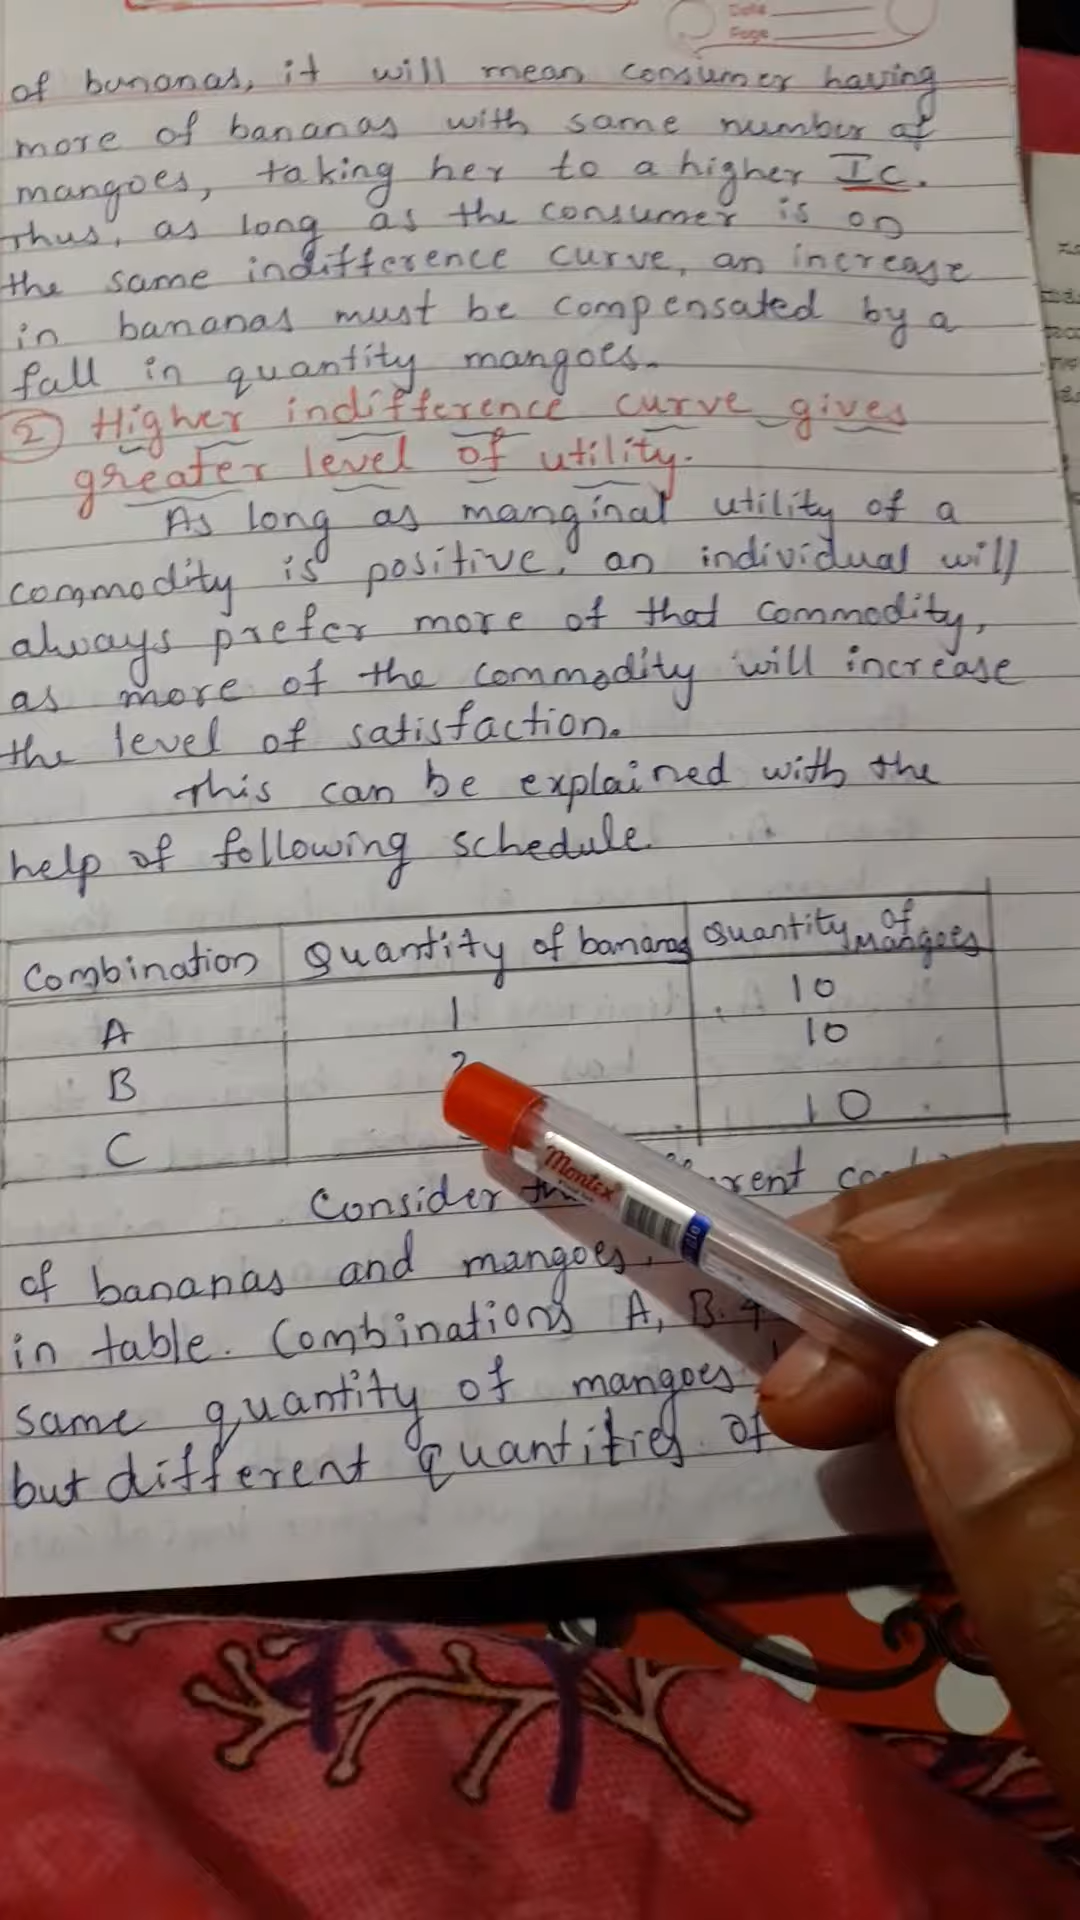 Date
Page
of bananas, it will mean consumer having
more of bananas with same number of
mangoes, taking her to a higher Ic.
Thus, as long as the consumer is on
the same indifference curve, an increase
in bananas must be compensated by a
fall in quantity mangoes.
② Higher indifference curve gives
greater level of utility.
As long as manginal utility of a
commodity is positive, an individual will
always prefer more of that commodity,
as more of the commodity will increase
the level of satisfaction.
This can be explained with the
help of following schedule.
Combination Quantity of bananas Quantity of Mangoes
A 1 10
B 10
C 10
Consider
of bananas and mangoes.
in table. Combinations A, B. &
same quantity of mangoes
but different quantities of
Montex